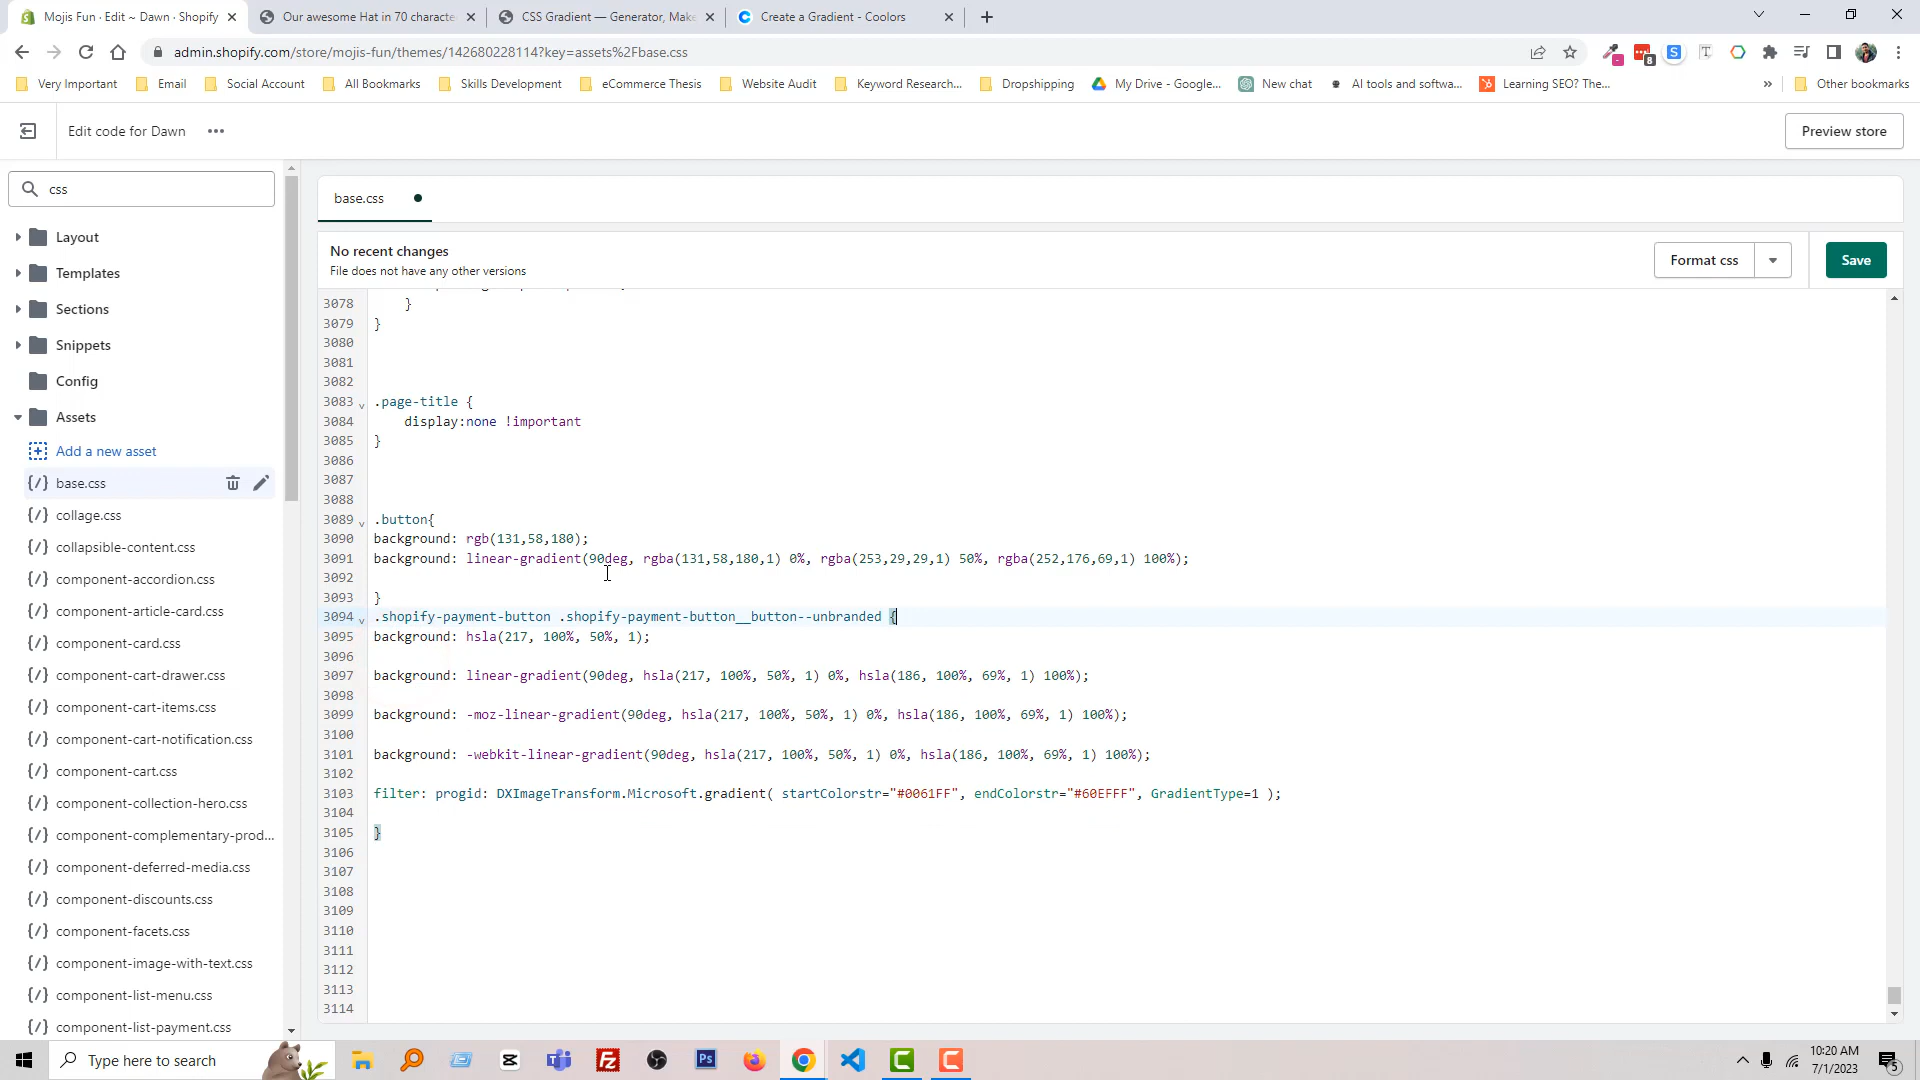 Mojis Fun · Edit ~ Dawn · Shopify
Our awesome Hat in 70 characte
CSS Gradient — Generator, Make
Create a Gradient - Coolors
admin.shopify.com/store/mojis-fun/themes/142680228114?key=assets%2Fbase.css
8
Very Important
Email
Social Account
All Bookmarks
Skills Development
eCommerce Thesis
Website Audit
Keyword Research...
Dropshipping
My Drive - Google...
New chat
AI tools and softwa...
Learning SEO? The...
»
Other bookmarks
Edit code for Dawn
Preview store
css
base.css
Layout
Templates
Sections
Snippets
Config
Assets
Add a new asset
base.css
collage.css
collapsible-content.css
component-accordion.css
component-article-card.css
component-card.css
component-cart-drawer.css
component-cart-items.css
component-cart-notification.css
component-cart.css
component-collection-hero.css
component-complementary-prod...
component-deferred-media.css
component-discounts.css
component-facets.css
component-image-with-text.css
component-list-menu.css
component-list-payment.css
No recent changes
File does not have any other versions
Format css
Save
3078 }
3079 }
3080
3081
3082
3083 .page-title {
3084 display:none !important
3085 }
3086
3087
3088
3089 .button{
3090 background: rgb(131,58,180);
3091 background: linear-gradient(90deg, rgba(131,58,180,1) 0%, rgba(253,29,29,1) 50%, rgba(252,176,69,1) 100%);
3092
3093 }
3094 .shopify-payment-button .shopify-payment-button__button--unbranded {
3095 background: hsla(217, 100%, 50%, 1);
3096
3097 background: linear-gradient(90deg, hsla(217, 100%, 50%, 1) 0%, hsla(186, 100%, 69%, 1) 100%);
3098
3099 background: -moz-linear-gradient(90deg, hsla(217, 100%, 50%, 1) 0%, hsla(186, 100%, 69%, 1) 100%);
3100
3101 background: -webkit-linear-gradient(90deg, hsla(217, 100%, 50%, 1) 0%, hsla(186, 100%, 69%, 1) 100%);
3102
3103 filter: progid: DXImageTransform.Microsoft.gradient( startColorstr="#0061FF", endColorstr="#60EFFF", GradientType=1 );
3104
3105 }
3106
3107
3108
3109
3110
3111
3112
3113
3114
Type here to search
10:20 AM
7/1/2023
5